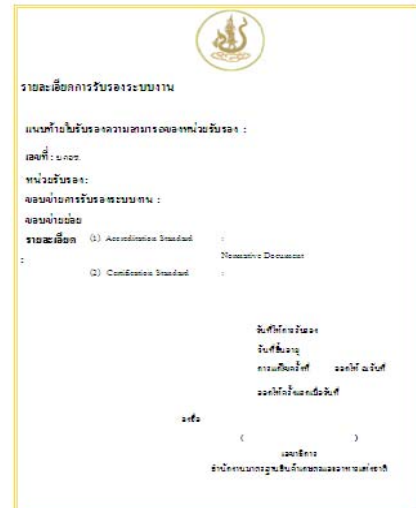 รายละเอียดการรับรองระบบงาน
แนบท้ายใบรับรองความสามารถของหน่วยรับรอง :
เลขที่ : มกอช.
หน่วยรับรอง:
ขอบข่ายการรับรองระบบงาน :
ขอบข่ายย่อย
รายละเอียด (1) Accreditation Standard :
: Normative Document
(2) Certification Standard :
วันที่ให้การรับรอง
วันที่สิ้นอายุ
การแก้ไขครั้งที่ ออกให้ ณ วันที่
ออกให้ครั้งแรกเมื่อวันที่
ลงชื่อ
( )
เลขาธิการ
สำนักงานมาตรฐานสินค้าเกษตรและอาหารแห่งชาติ